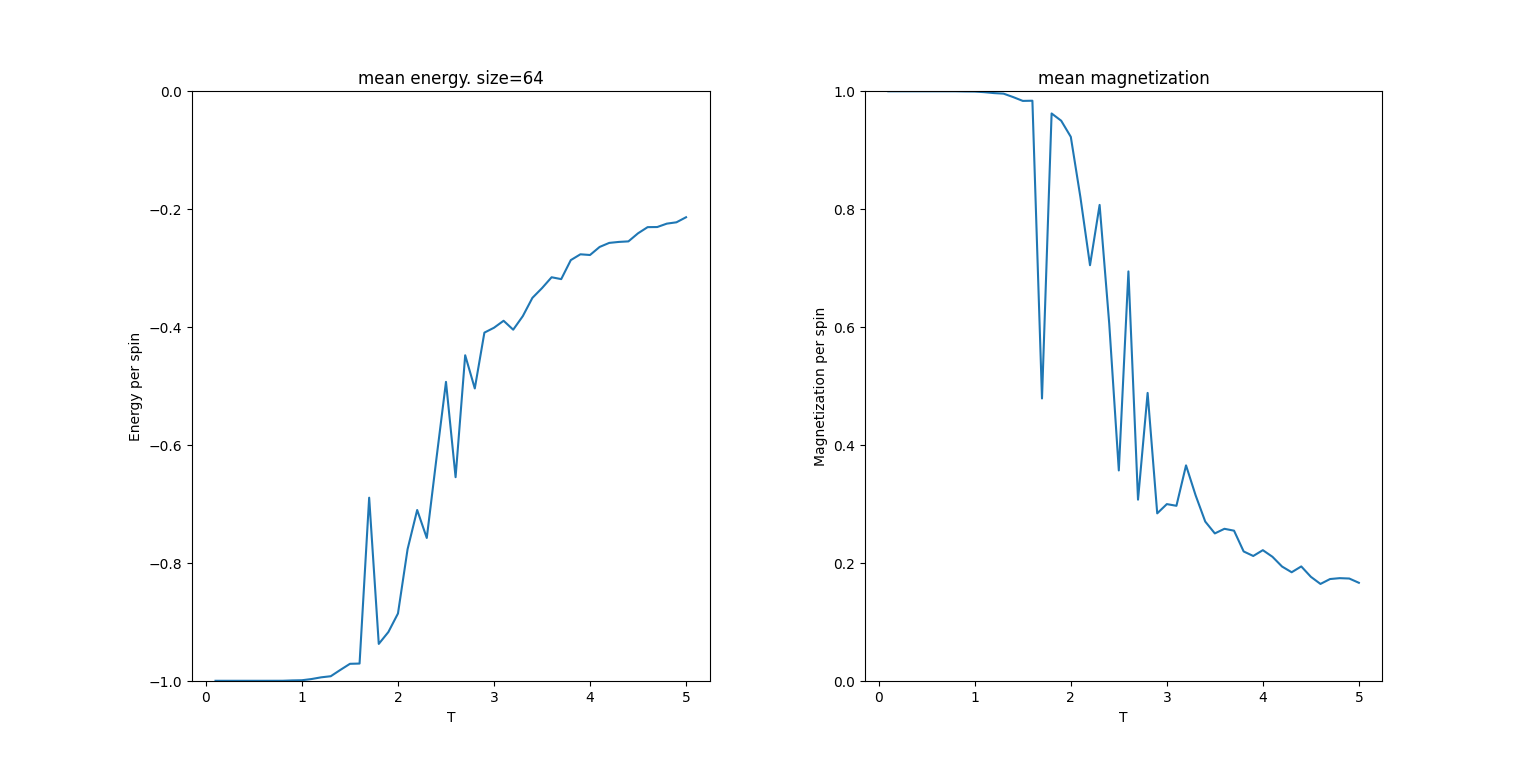 mean energy. size=64
0.0
−0.2
−0.4
−0.6
−0.8
−1.0
Energy per spin
0 1 2 3 4 5
T
mean magnetization
1.0
0.8
0.6
0.4
0.2
0.0
Magnetization per spin
0 1 2 3 4 5
T